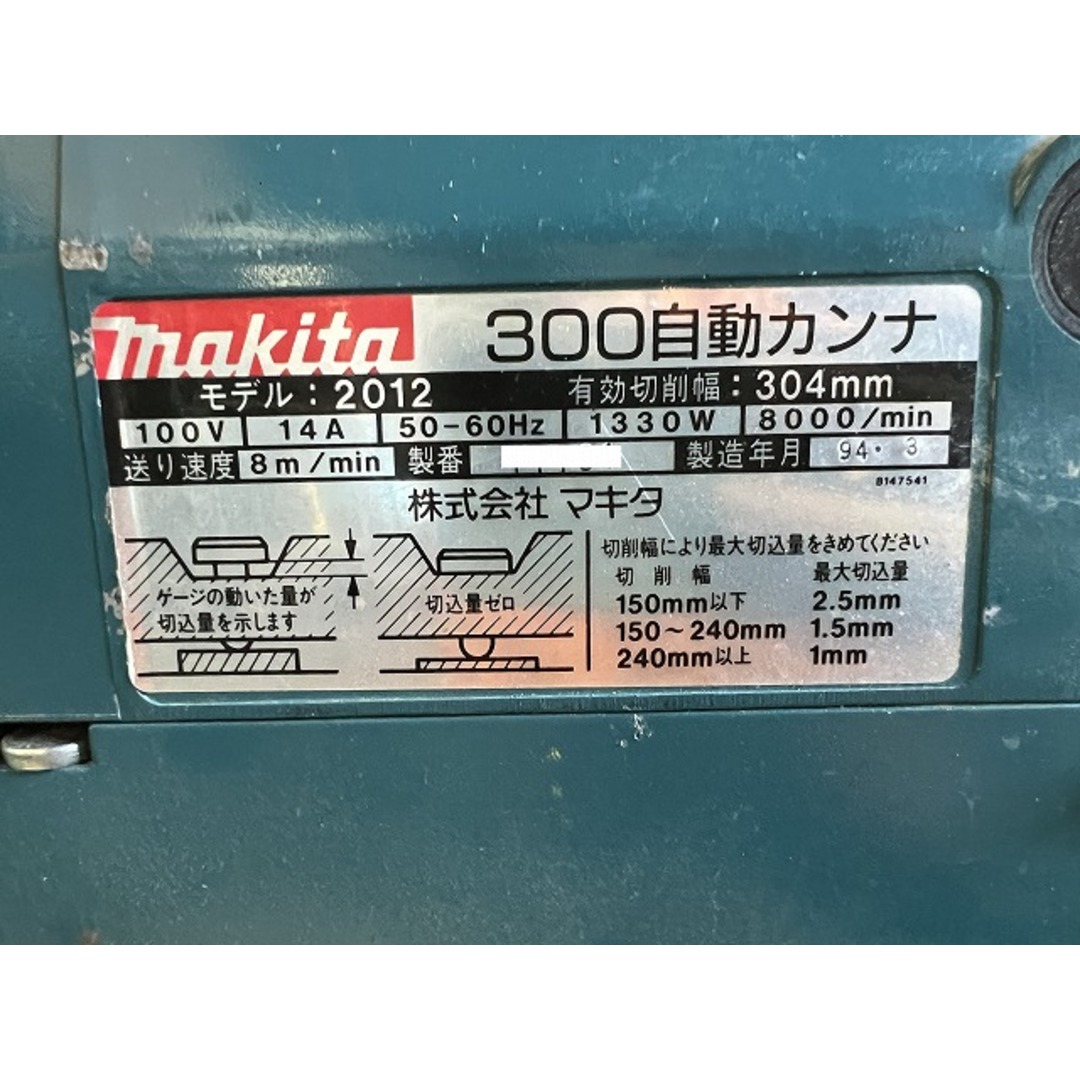 makita 300自動カンナ
モデル：2012 有効切削幅：304mm
100V 14A 50-60Hz 1330W 8000/min
送り速度 8m/min 製番 製造年月 94・3
8147541
株式会社 マキタ
ゲージの動いた量が
切込量を示します
切込量ゼロ
切削幅により最大切込量をきめてください
切削幅 最大切込量
150mm以下 2.5mm
150～240mm 1.5mm
240mm以上 1mm